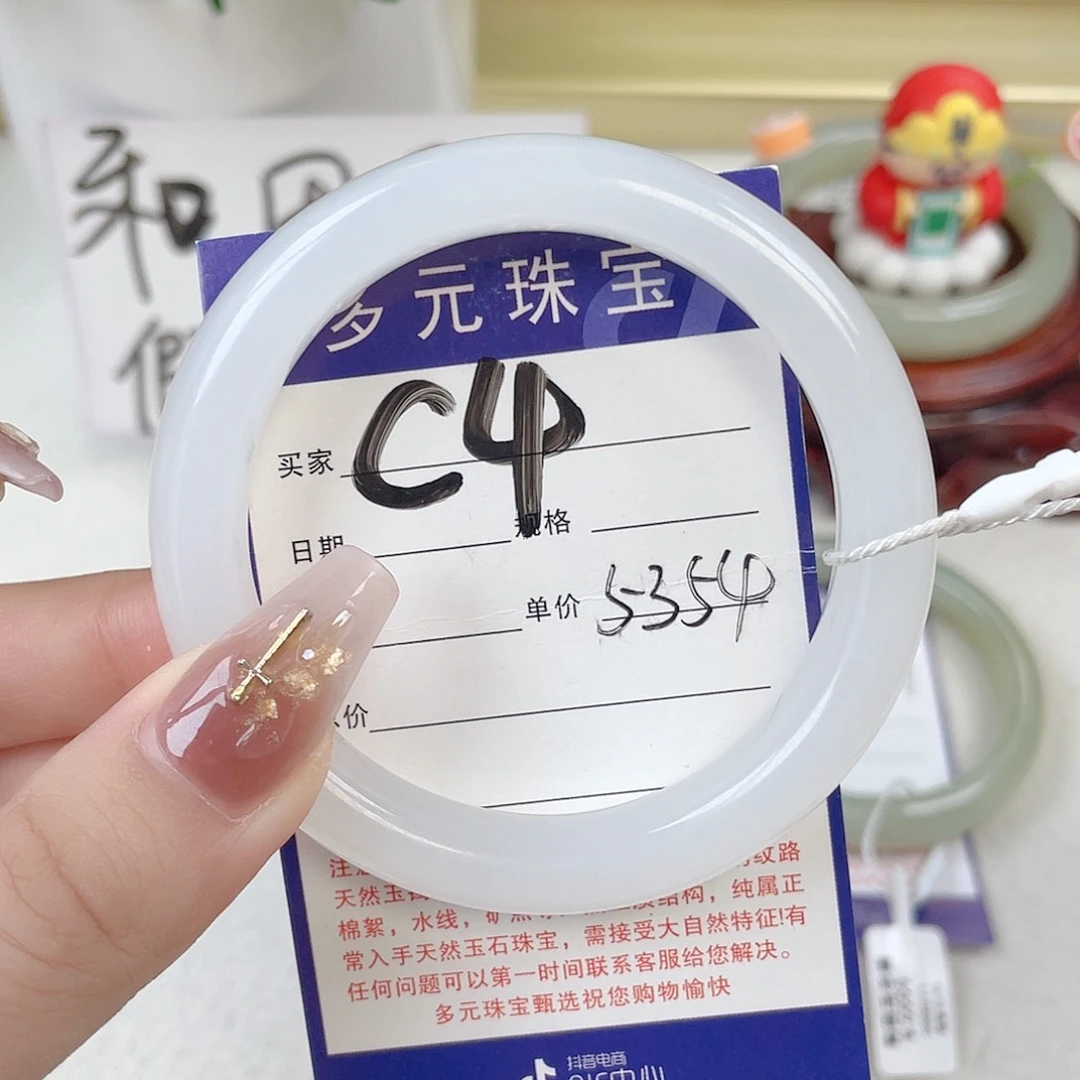 和田
假
多元珠宝
买家 C4
日期 规格
单价 5354
价
纹路
天然玉
棉絮，水线，矿 结构，纯属正
常入手天然玉石珠宝，需接受大自然特征!有
任何问题可以第一时间联系客服给您解决。
多元珠宝甄选祝您购物愉快
抖音电商